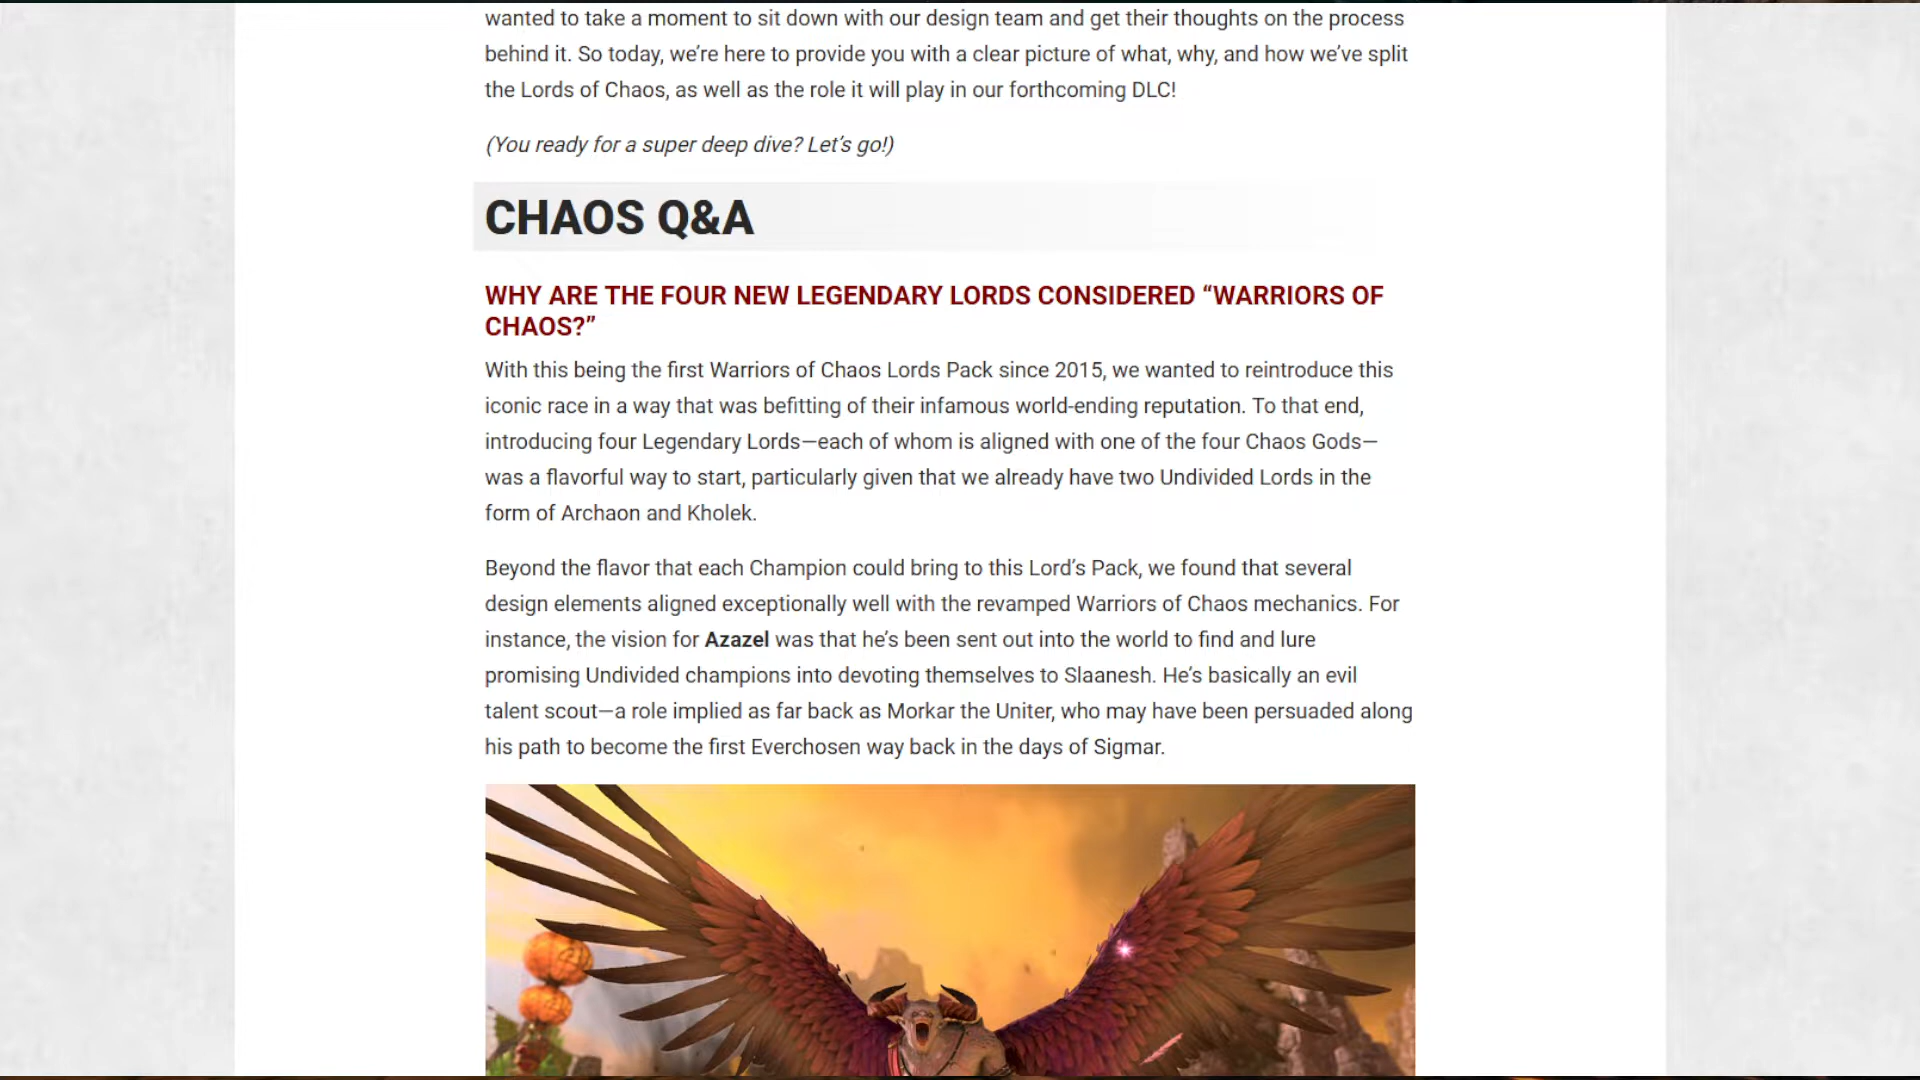 wanted to take a moment to sit down with our design team and get their thoughts on the process
behind it. So today, we’re here to provide you with a clear picture of what, why, and how we’ve split
the Lords of Chaos, as well as the role it will play in our forthcoming DLC!
(You ready for a super deep dive? Let’s go!)
CHAOS Q&A
WHY ARE THE FOUR NEW LEGENDARY LORDS CONSIDERED “WARRIORS OF
CHAOS?”
With this being the first Warriors of Chaos Lords Pack since 2015, we wanted to reintroduce this
iconic race in a way that was befitting of their infamous world-ending reputation. To that end,
introducing four Legendary Lords—each of whom is aligned with one of the four Chaos Gods—
was a flavorful way to start, particularly given that we already have two Undivided Lords in the
form of Archaon and Kholek.
Beyond the flavor that each Champion could bring to this Lord’s Pack, we found that several
design elements aligned exceptionally well with the revamped Warriors of Chaos mechanics. For
instance, the vision for Azazel was that he’s been sent out into the world to find and lure
promising Undivided champions into devoting themselves to Slaanesh. He’s basically an evil
talent scout—a role implied as far back as Morkar the Uniter, who may have been persuaded along
his path to become the first Everchosen way back in the days of Sigmar.